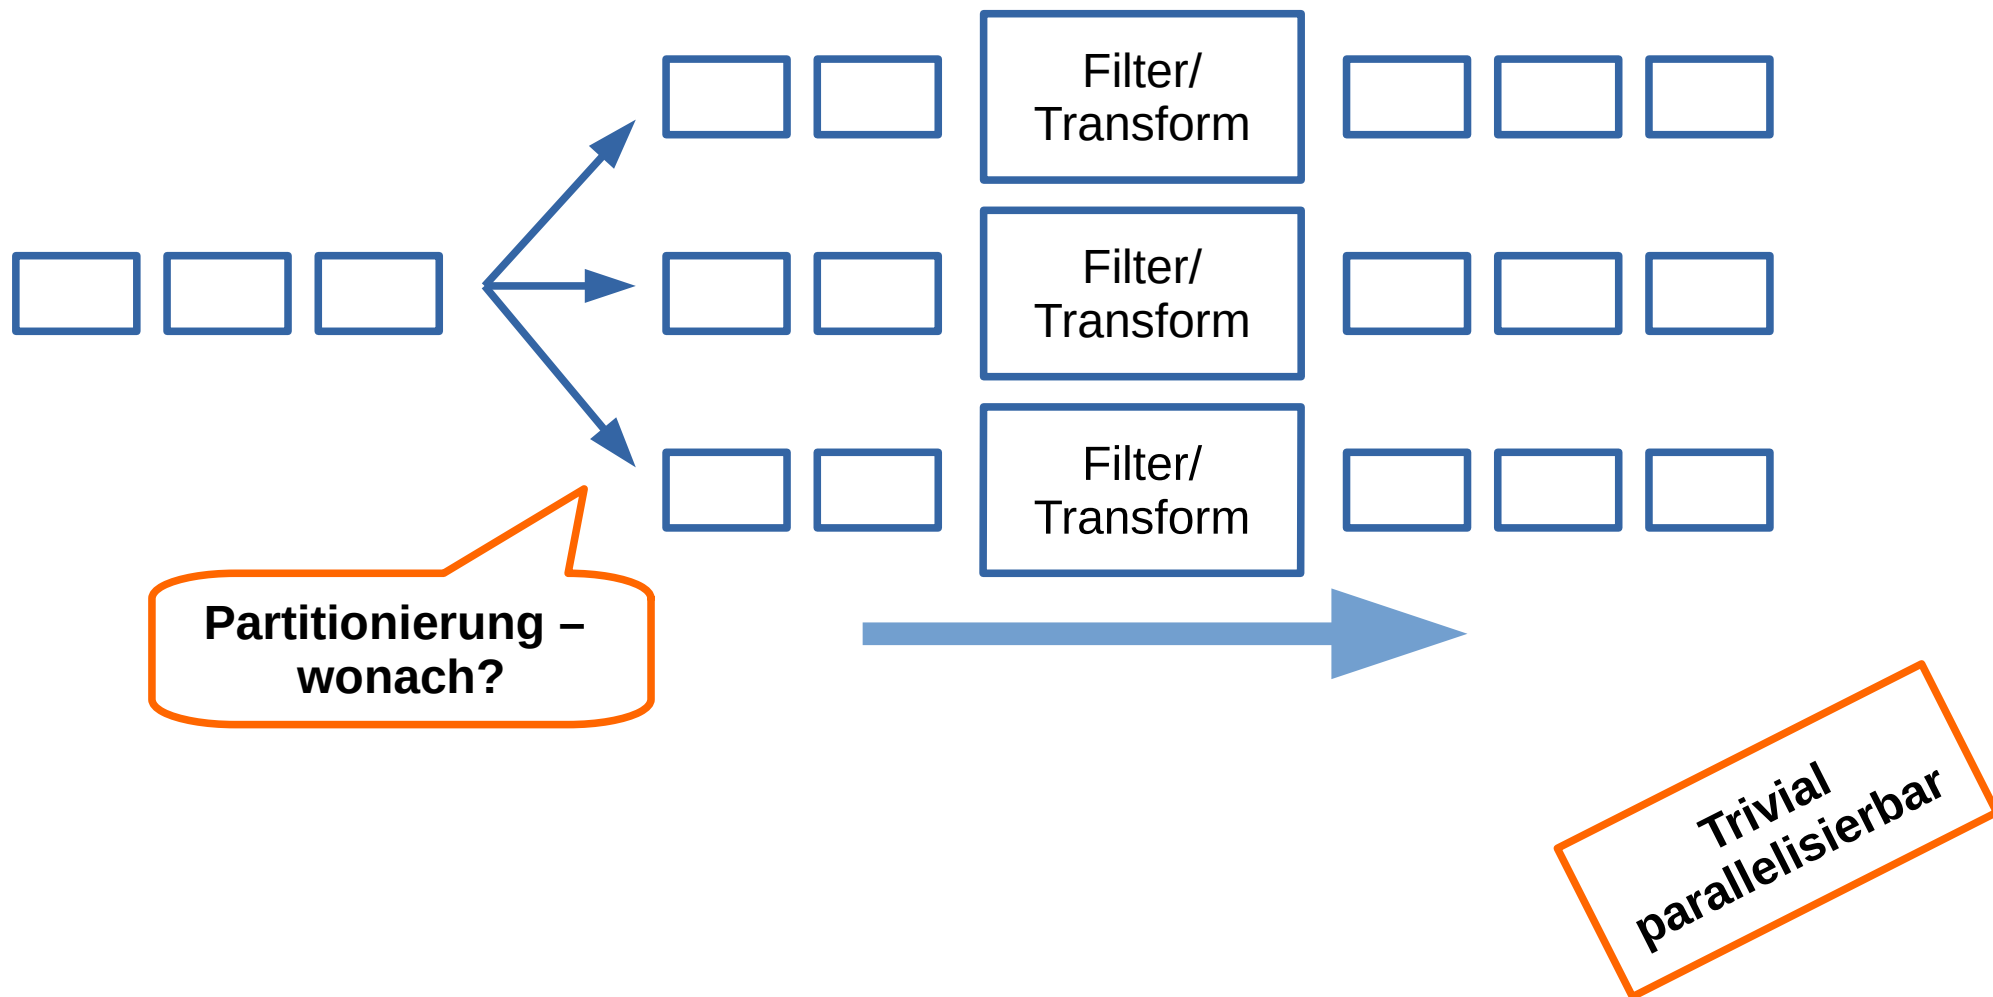 Filter/
Transform
Filter/
Transform
Filter/
Transform
Partitionierung –
wonach?
Trivial
parallelisierbar